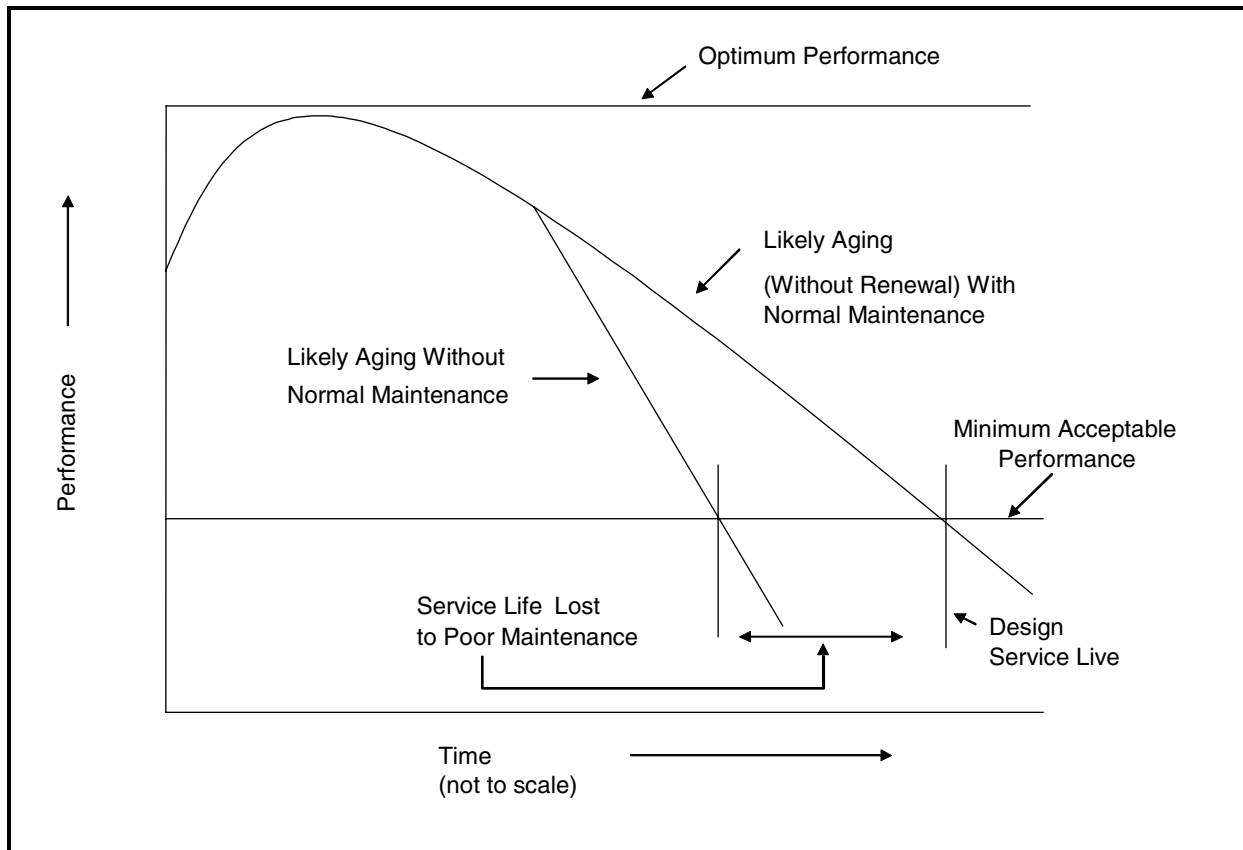 Optimum Performance
Likely Aging
(Without Renewal) With
Normal Maintenance
Likely Aging Without
Normal Maintenance
Performance
Minimum Acceptable
Performance
Service Life Lost
to Poor Maintenance
Design
Service Live
Time
(not to scale)